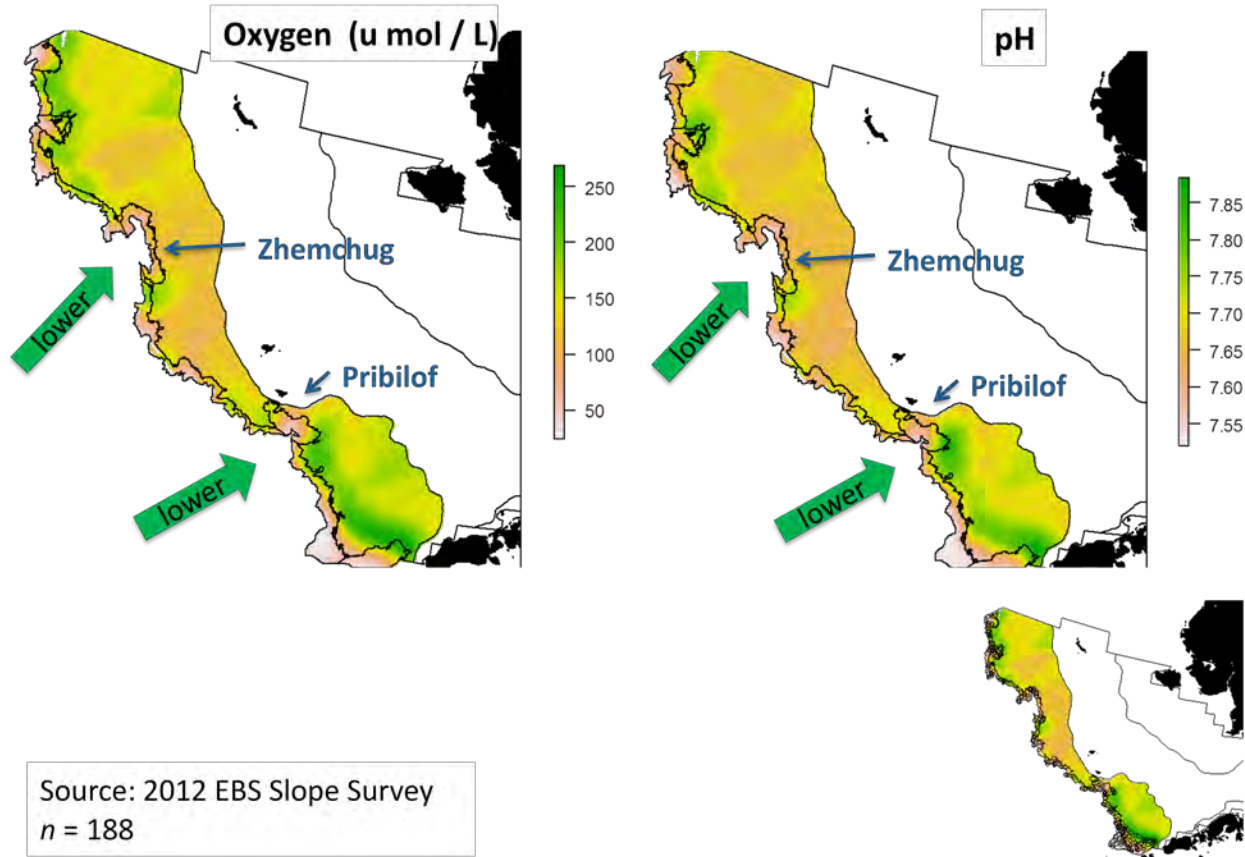 Oxygen (u mol / L)
pH
Zhemchug
Pribilof
lower
lower
250
200
150
100
50
Zhemchug
Pribilof
lower
lower
7.85
7.80
7.75
7.70
7.65
7.60
7.55
Source: 2012 EBS Slope Survey
n = 188